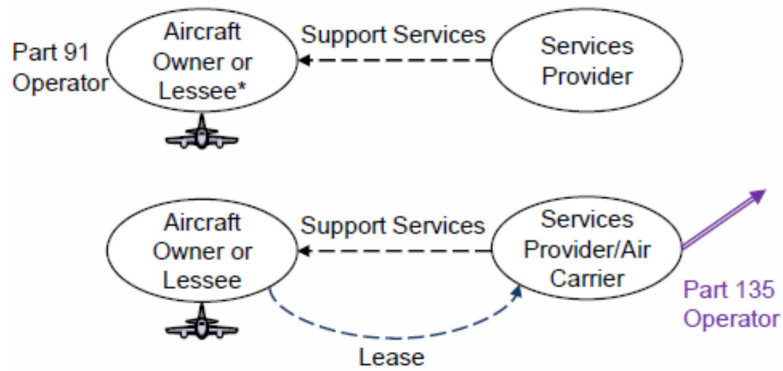 Part 91
Operator
Aircraft
Owner or
Lessee*
Support Services
Services
Provider
Aircraft
Owner or
Lessee
Support Services
Services
Provider/Air
Carrier
Part 135
Operator
Lease